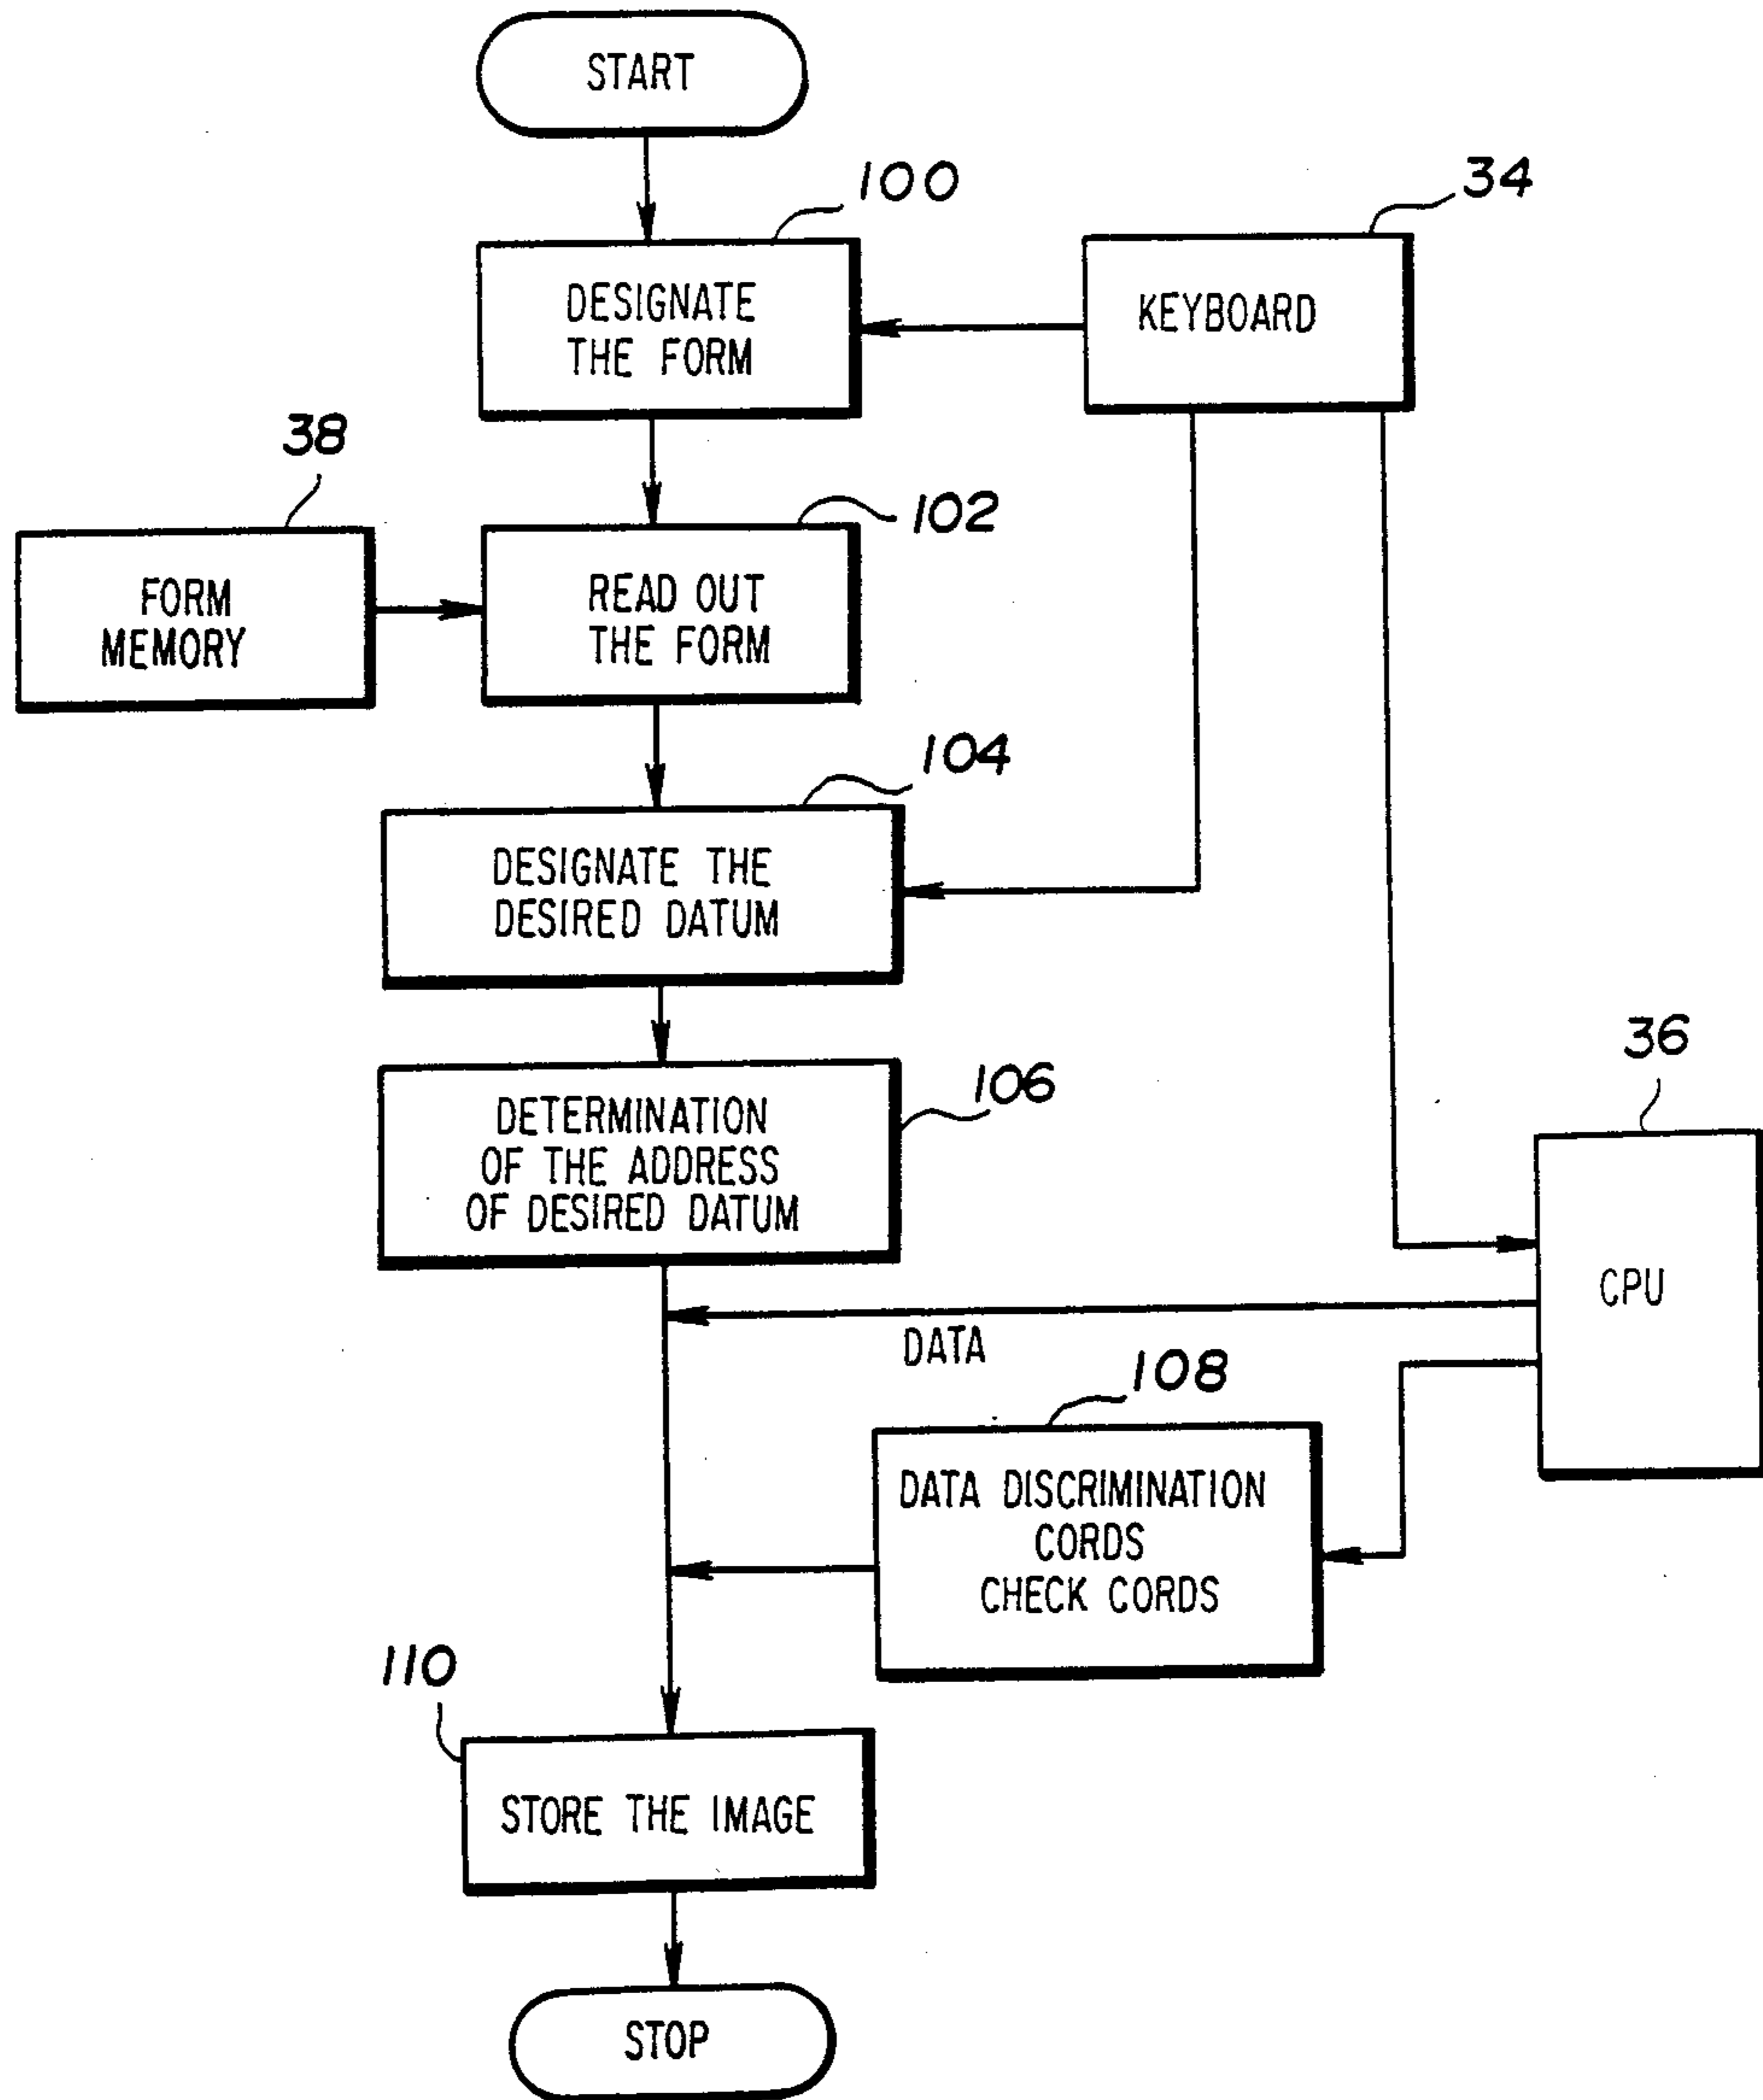 START
100
34
DESIGNATE
THE FORM
KEYBOARD
38
102
FORM
MEMORY
READ OUT
THE FORM
104
DESIGNATE THE
DESIRED DATUM
106
36
DETERMINATION
OF THE ADDRESS
OF DESIRED DATUM
CPU
DATA
108
DATA DISCRIMINATION
CORDS
CHECK CORDS
110
STORE THE IMAGE
STOP